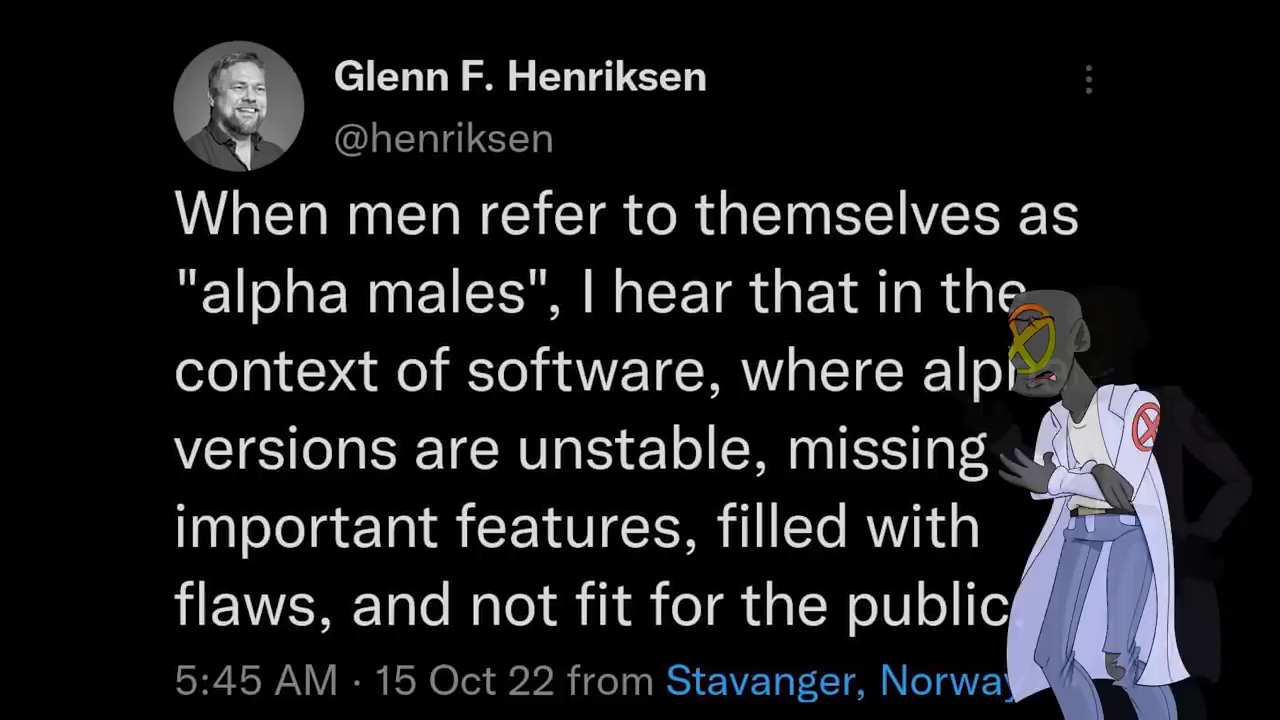 Glenn F. Henriksen
@henriksen
When men refer to themselves as
"alpha males", I hear that in the
context of software, where
versions are unstable, missing
important features, filled with
flaws, and not fit for the public
5:45 AM · 15 Oct 22 from Stavanger, Norway